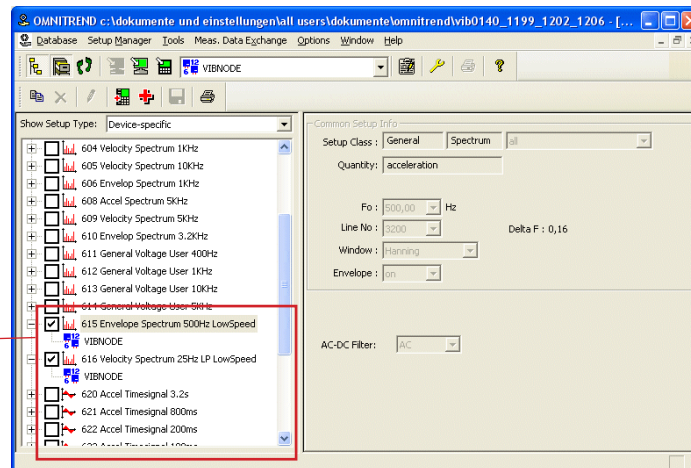 OMNITREND c:\dokumente und einstellungen\all users\dokumente\omnitrend\vib0140_1199_1202_1206 - [...
Database Setup Manager Tools Meas. Data Exchange Options Window Help
VIBNODE
Show Setup Type: Device-specific
604 Velocity Spectrum 1KHz
605 Velocity Spectrum 10KHz
606 Envelop Spectrum 1KHz
608 Accel Spectrum 5KHz
609 Velocity Spectrum 5KHz
610 Envelop Spectrum 3.2KHz
611 General Voltage User 400Hz
612 General Voltage User 1KHz
613 General Voltage User 10KHz
614 General Voltage User 5KHz
615 Envelope Spectrum 500Hz LowSpeed
VIBNODE
616 Velocity Spectrum 25Hz LP LowSpeed
VIBNODE
620 Accel Timesignal 3.2s
621 Accel Timesignal 800ms
622 Accel Timesignal 200ms
623 Accel Timesignal 100ms
Common Setup Info
Setup Class : General Spectrum all
Quantity: acceleration
Fo : 500,00 Hz
Line No : 3200 Delta F : 0,16
Window : Hanning
Envelope : on
AC-DC Filter: AC